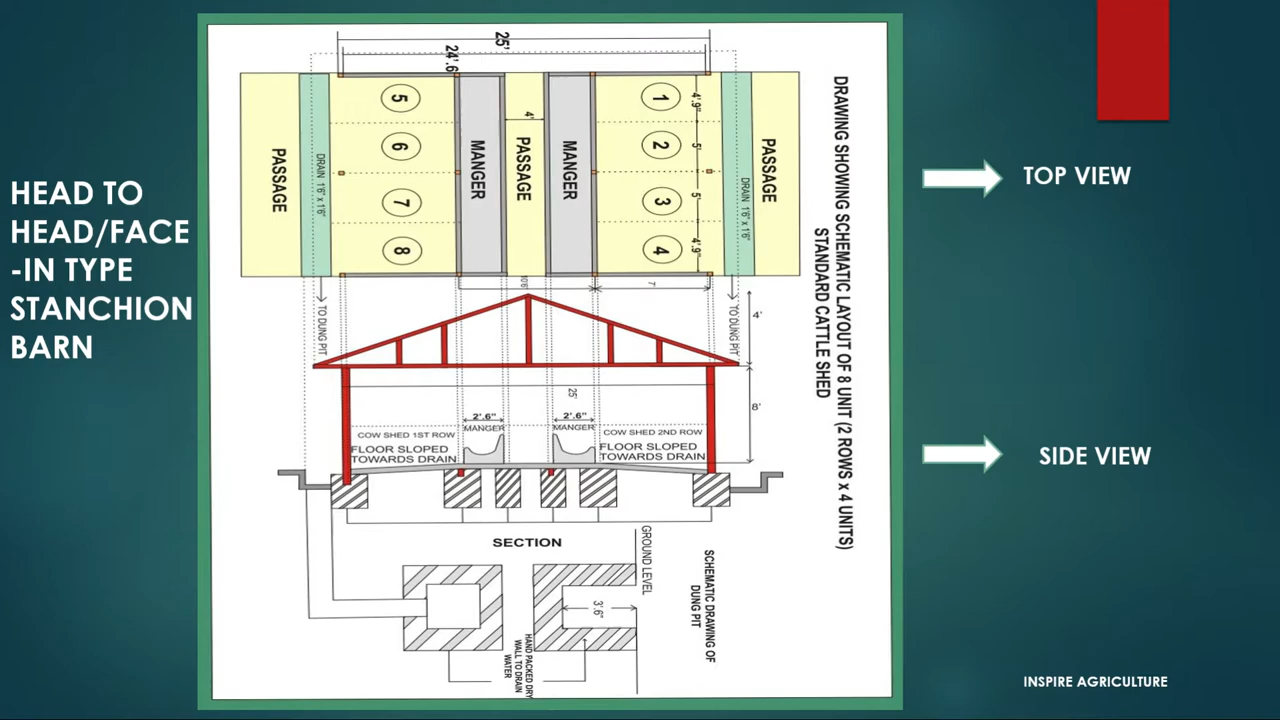 HEAD TO
HEAD/FACE
-IN TYPE
STANCHION
BARN
25'
24'.6
PASSAGE
DRAIN 1'6" x 1'6"
5
6
7
8
MANGER
4'
PASSAGE
MANGER
1
2
3
4
4'.9"
5'
5'
4'.9"
DRAIN 1'6" x 1'6"
PASSAGE
10'6"
7'
TO DUNG PIT
TO DUNG PIT
DRAWING SHOWING SCHEMATIC LAYOUT OF 8 UNIT (2 ROWS x 4 UNITS)
STANDARD CATTLE SHED
4'
25'
8'
2'.6"
MANGER
2'.6"
MANGER
COW SHED 1ST ROW
FLOOR SLOPED
TOWARDS DRAIN
COW SHED 2ND ROW
FLOOR SLOPED
TOWARDS DRAIN
SECTION
GROUND LEVEL
3'.6"
HAND PACKED DRY
WALL TO DRAIN
WATER
SCHEMATIC DRAWING OF
DUNG PIT
TOP VIEW
SIDE VIEW
INSPIRE AGRICULTURE